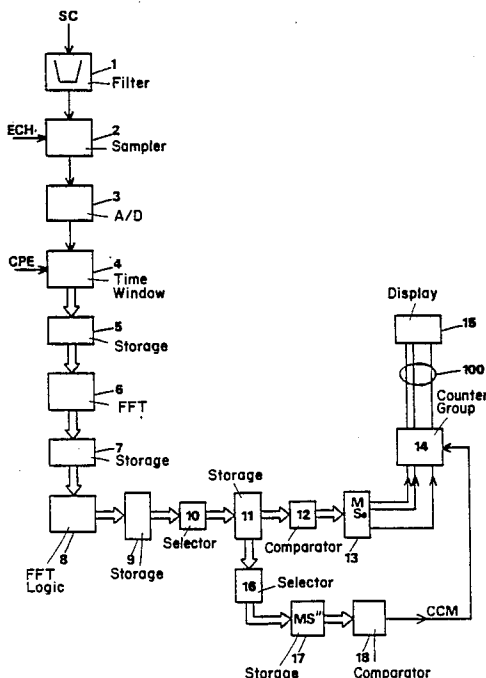 SC
1
Filter
ECH.
2
Sampler
3
A/D
CPE
4
Time
Window
5
Storage
6
FFT
7
Storage
8
FFT
Logic
9
Storage
10
Selector
Storage
11
12
Comparator
M
Se
13
Display
15
100
Counter
Group
14
16
Selector
MS"
17
Storage
18
Comparator
CCM